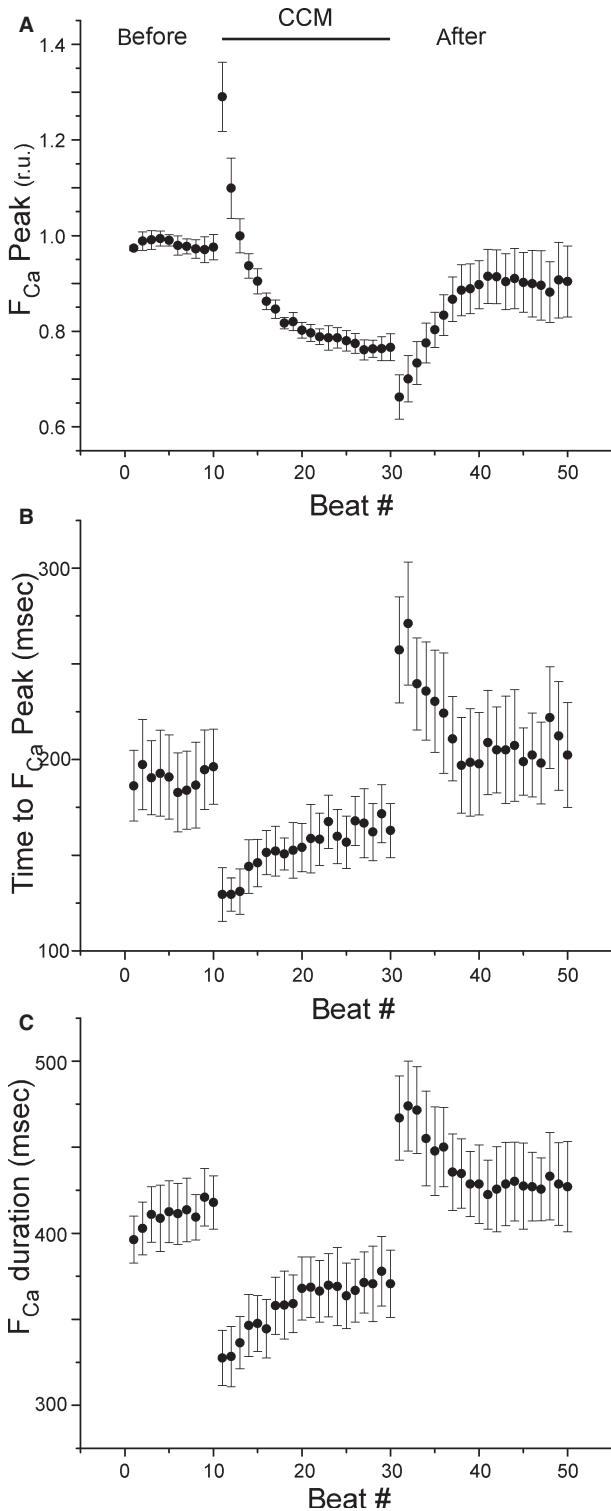 A
Before
CCM
After
F_Ca Peak (r.u.)
1.4
1.2
1.0
0.8
0.6
0 10 20 30 40 50
Beat #
B
Time to F_Ca Peak (msec)
300
200
100
0 10 20 30 40 50
Beat #
C
F_Ca duration (msec)
500
400
300
0 10 20 30 40 50
Beat #